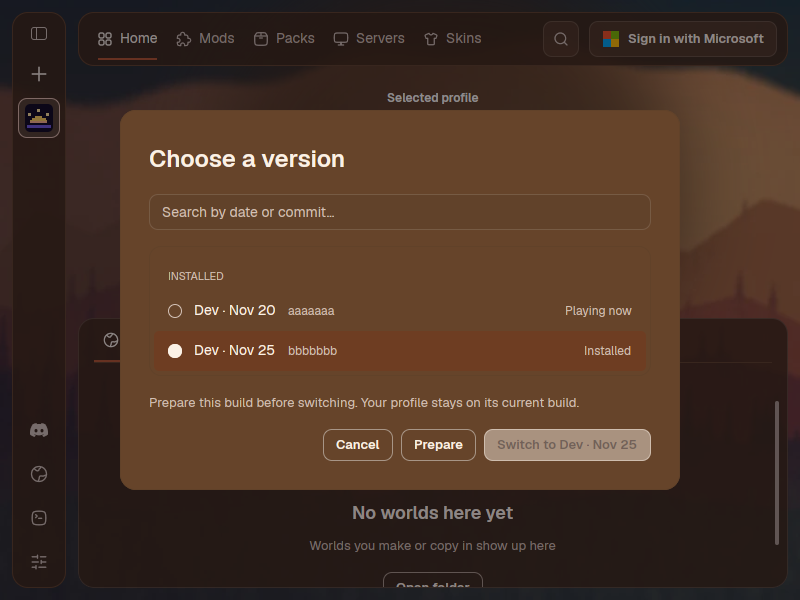 Home
Mods
Packs
Servers
Skins
Sign in with Microsoft
Selected profile
Choose a version
Search by date or commit…
INSTALLED
Dev · Nov 20 aaaaaaa Playing now
Dev · Nov 25 bbbbbbb Installed
Prepare this build before switching. Your profile stays on its current build.
Cancel
Prepare
Switch to Dev · Nov 25
No worlds here yet
Worlds you make or copy in show up here
Open folder